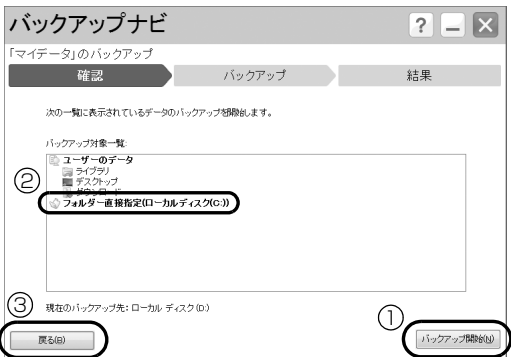 バックアップナビ
? － ×
「マイデータ」のバックアップ
確認 バックアップ 結果
次の一覧に表示されているデータのバックアップを開始します。
バックアップ対象一覧:
ユーザーのデータ
ライブラリ
② デスクトップ
ダウンロード
フォルダー直接指定(ローカルディスク(C:))
③ 現在のバックアップ先: ローカル ディスク(D:)
①
戻る(B) バックアップ開始(N)